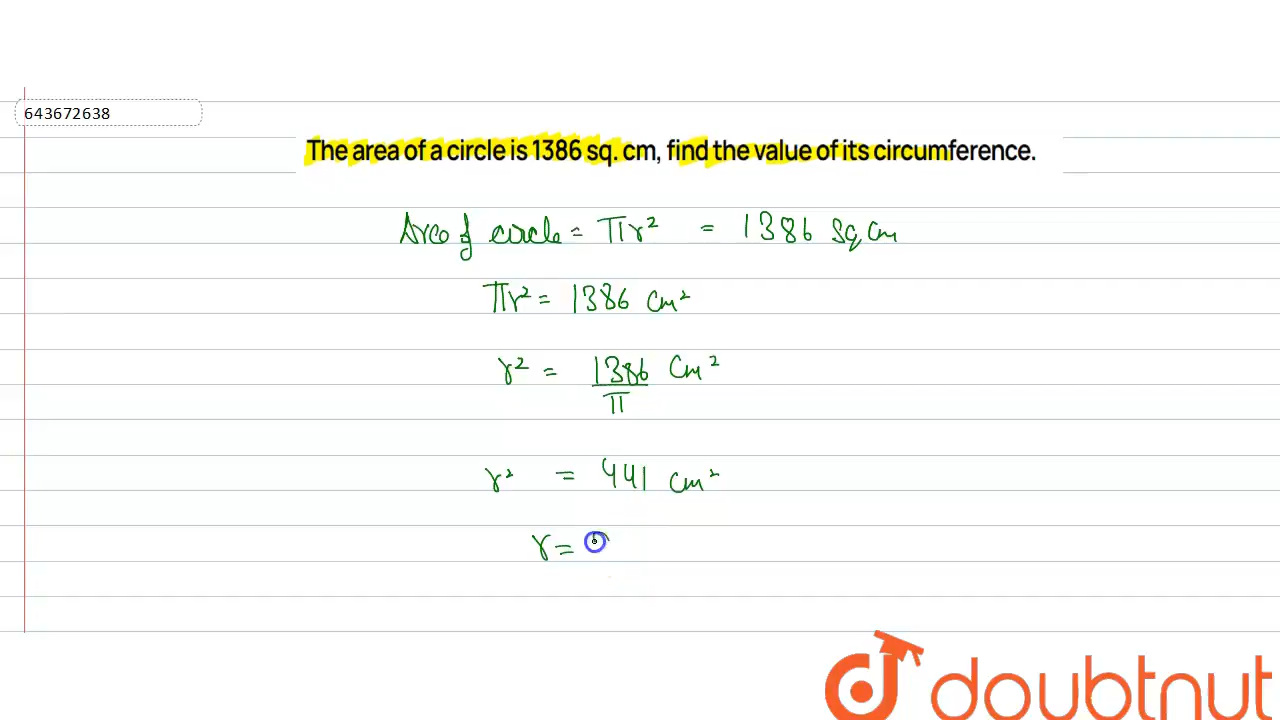 643672638
The area of a circle is 1386 sq. cm, find the value of its circumference.
Area of circle = πr² = 1386 sq cm
πr² = 1386 cm²
r² = 1386/π cm²
r² = 441 cm²
r =
doubtnut